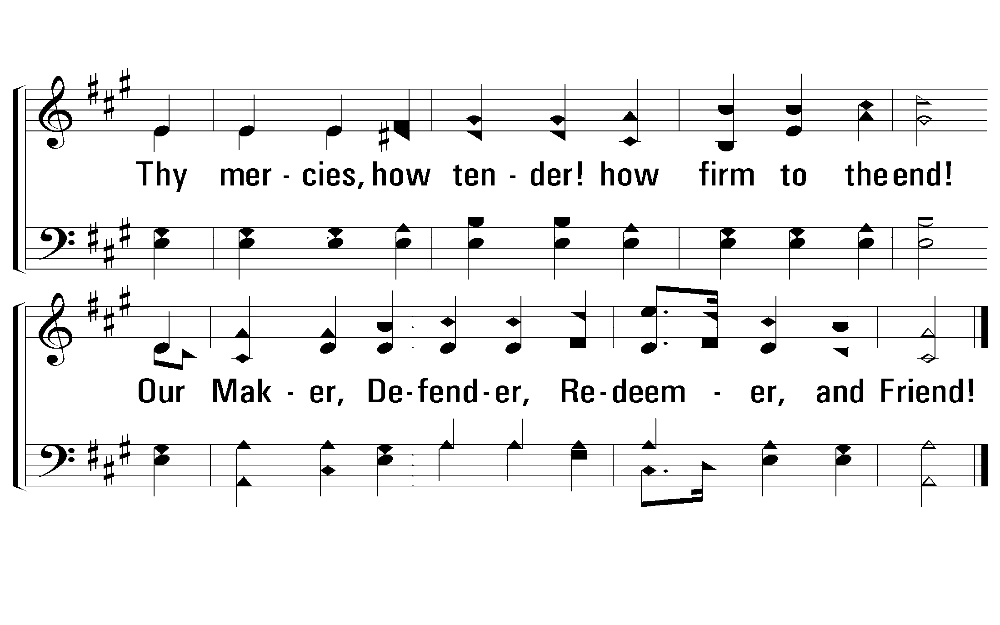 Thy mer - cies, how ten - der! how firm to the end!
Our Mak - er, De - fend - er, Re - deem - er, and Friend!